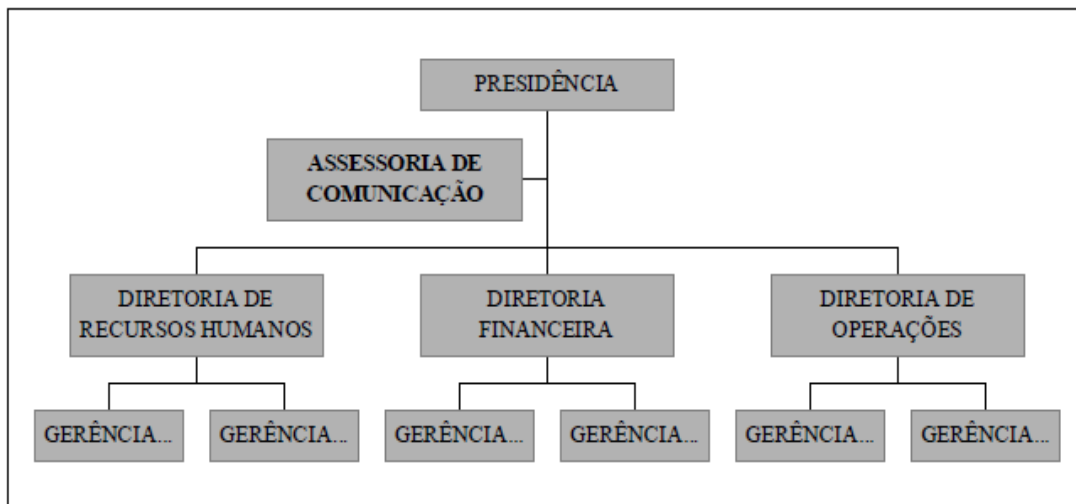 PRESIDÊNCIA
ASSESSORIA DE
COMUNICAÇÃO
DIRETORIA DE
RECURSOS HUMANOS
DIRETORIA
FINANCEIRA
DIRETORIA DE
OPERAÇÕES
GERÊNCIA...
GERÊNCIA...
GERÊNCIA...
GERÊNCIA...
GERÊNCIA...
GERÊNCIA...